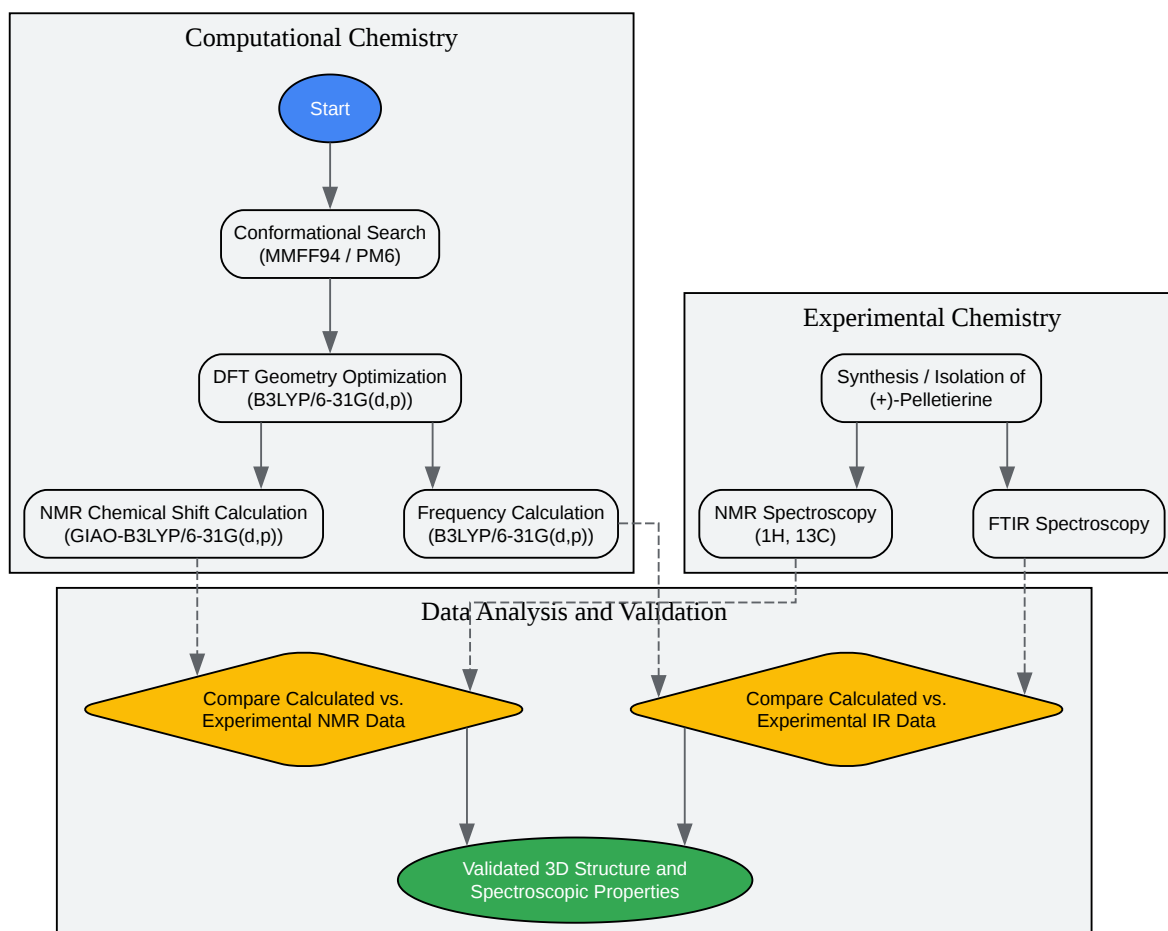 Computational Chemistry
Start
Conformational Search
(MMFF94 / PM6)
DFT Geometry Optimization
(B3LYP/6-31G(d,p))
NMR Chemical Shift Calculation
(GIAO-B3LYP/6-31G(d,p))
Frequency Calculation
(B3LYP/6-31G(d,p))
Experimental Chemistry
Synthesis / Isolation of
(+)-Pelletierine
NMR Spectroscopy
(1H, 13C)
FTIR Spectroscopy
Data Analysis and Validation
Compare Calculated vs.
Experimental NMR Data
Compare Calculated vs.
Experimental IR Data
Validated 3D Structure and
Spectroscopic Properties